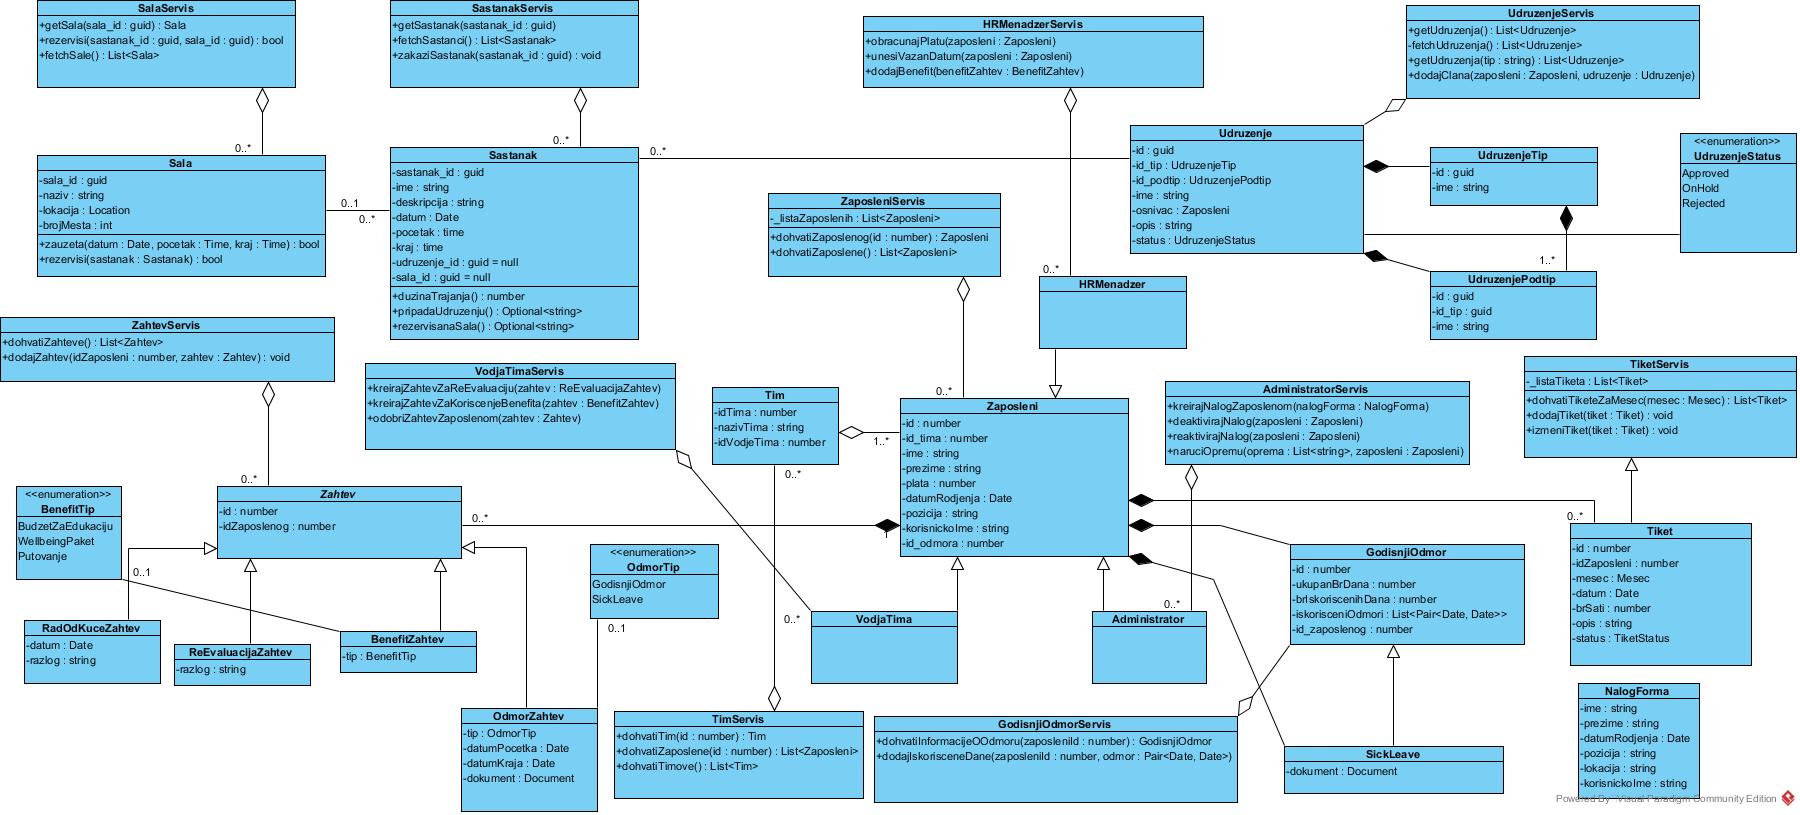 SalaServis
+getSala(sala_id : guid) : Sala
+rezervisi(sastanak_id : guid, sala_id : guid) : bool
+fetchSale() : List<Sala>
SastanakServis
+getSastanak(sastanak_id : guid)
+fetchSastanci() : List<Sastanak>
+zakaziSastanak(sastanak_id : guid) : void
HRMenadzerServis
+obracunajPlatu(zaposleni : Zaposleni)
+unesiVazanDatum(zaposleni : Zaposleni)
+dodajBenefit(benefitZahtev : BenefitZahtev)
UdruzenjeServis
+getUdruzenja() : List<Udruzenje>
-fetchUdruzenja() : List<Udruzenje>
+getUdruzenja(tip : string) : List<Udruzenje>
+dodajClana(zaposleni : Zaposleni, udruzenje : Udruzenje)
0..*
0..*
0..*
Sala
-sala_id : guid
-naziv : string
-lokacija : Location
-brojMesta : int
+zauzeta(datum : Date, pocetak : Time, kraj : Time) : bool
+rezervisi(sastanak : Sastanak) : bool
0..1
0..*
Sastanak
-sastanak_id : guid
-ime : string
-deskripcija : string
-datum : Date
-pocetak : time
-kraj : time
-udruzenje_id : guid = null
-sala_id : guid = null
+duzinaTrajanja() : number
+pripadaUdruzenju() : Optional<string>
+rezervisanaSala() : Optional<string>
Udruzenje
-id : guid
-id_tip : UdruzenjeTip
-id_podtip : UdruzenjePodtip
-ime : string
-osnivac : Zaposleni
-opis : string
-status : UdruzenjeStatus
UdruzenjeTip
-id : guid
-ime : string
<<enumeration>>
UdruzenjeStatus
Approved
OnHold
Rejected
1..*
UdruzenjePodtip
-id : guid
-id_tip : guid
-ime : string
ZaposleniServis
-_listaZaposlenih : List<Zaposleni>
+dohvatiZaposlenog(id : number) : Zaposleni
+dohvatiZaposlene() : List<Zaposleni>
0..*
HRMenadzer
ZahtevServis
+dohvatiZahteve() : List<Zahtev>
+dodajZahtev(idZaposleni : number, zahtev : Zahtev) : void
VodjaTimaServis
+kreirajZahtevZaReEvaluaciju(zahtev : ReEvaluacijaZahtev)
+kreirajZahtevZaKoriscenjeBenefita(zahtev : BenefitZahtev)
+odobriZahtevZaposlenom(zahtev : Zahtev)
Tim
-idTima : number
-nazivTima : string
-idVodjeTima : number
1..*
0..*
0..*
Zaposleni
-id : number
-id_tima : number
-ime : string
-prezime : string
-plata : number
-datumRodjenja : Date
-pozicija : string
-korisnickoIme : string
-id_odmora : number
AdministratorServis
+kreirajNalogZaposlenom(nalogForma : NalogForma)
+deaktivirajNalog(zaposleni : Zaposleni)
+reaktivirajNalog(zaposleni : Zaposleni)
+naruciOpremu(oprema : List<string>, zaposleni : Zaposleni)
TiketServis
-_listaTiketa : List<Tiket>
+dohvatiTiketeZaMesec(mesec : Mesec) : List<Tiket>
+dodajTiket(tiket : Tiket) : void
+izmeniTiket(tiket : Tiket) : void
0..*
Zahtev
-id : number
-idZaposlenog : number
0..*
<<enumeration>>
BenefitTip
BudzetZaEdukaciju
WellbeingPaket
Putovanje
0..1
<<enumeration>>
OdmorTip
GodisnjiOdmor
SickLeave
0..1
0..*
Tiket
-id : number
-idZaposleni : number
-mesec : Mesec
-datum : Date
-brSati : number
-opis : string
-status : TiketStatus
GodisnjiOdmor
-id : number
-ukupanBrDana : number
-brIskoriscenihDana : number
-iskorisceniOdmori : List<Pair<Date, Date>>
-id_zaposlenog : number
RadOdKuceZahtev
-datum : Date
-razlog : string
ReEvaluacijaZahtev
-razlog : string
BenefitZahtev
-tip : BenefitTip
0..*
VodjaTima
0..*
Administrator
OdmorZahtev
-tip : OdmorTip
-datumPocetka : Date
-datumKraja : Date
-dokument : Document
TimServis
+dohvatiTim(id : number) : Tim
+dohvatiZaposlene(id : number) : List<Zaposleni>
+dohvatiTimove() : List<Tim>
GodisnjiOdmorServis
+dohvatiInformacijeOOdmoru(zaposleniId : number) : GodisnjiOdmor
+dodajIskorisceneDane(zaposleniId : number, odmor : Pair<Date, Date>)
SickLeave
-dokument : Document
NalogForma
-ime : string
-prezime : string
-datumRodjenja : Date
-pozicija : string
-lokacija : string
-korisnickoIme : string
Powered By Visual Paradigm Community Edition